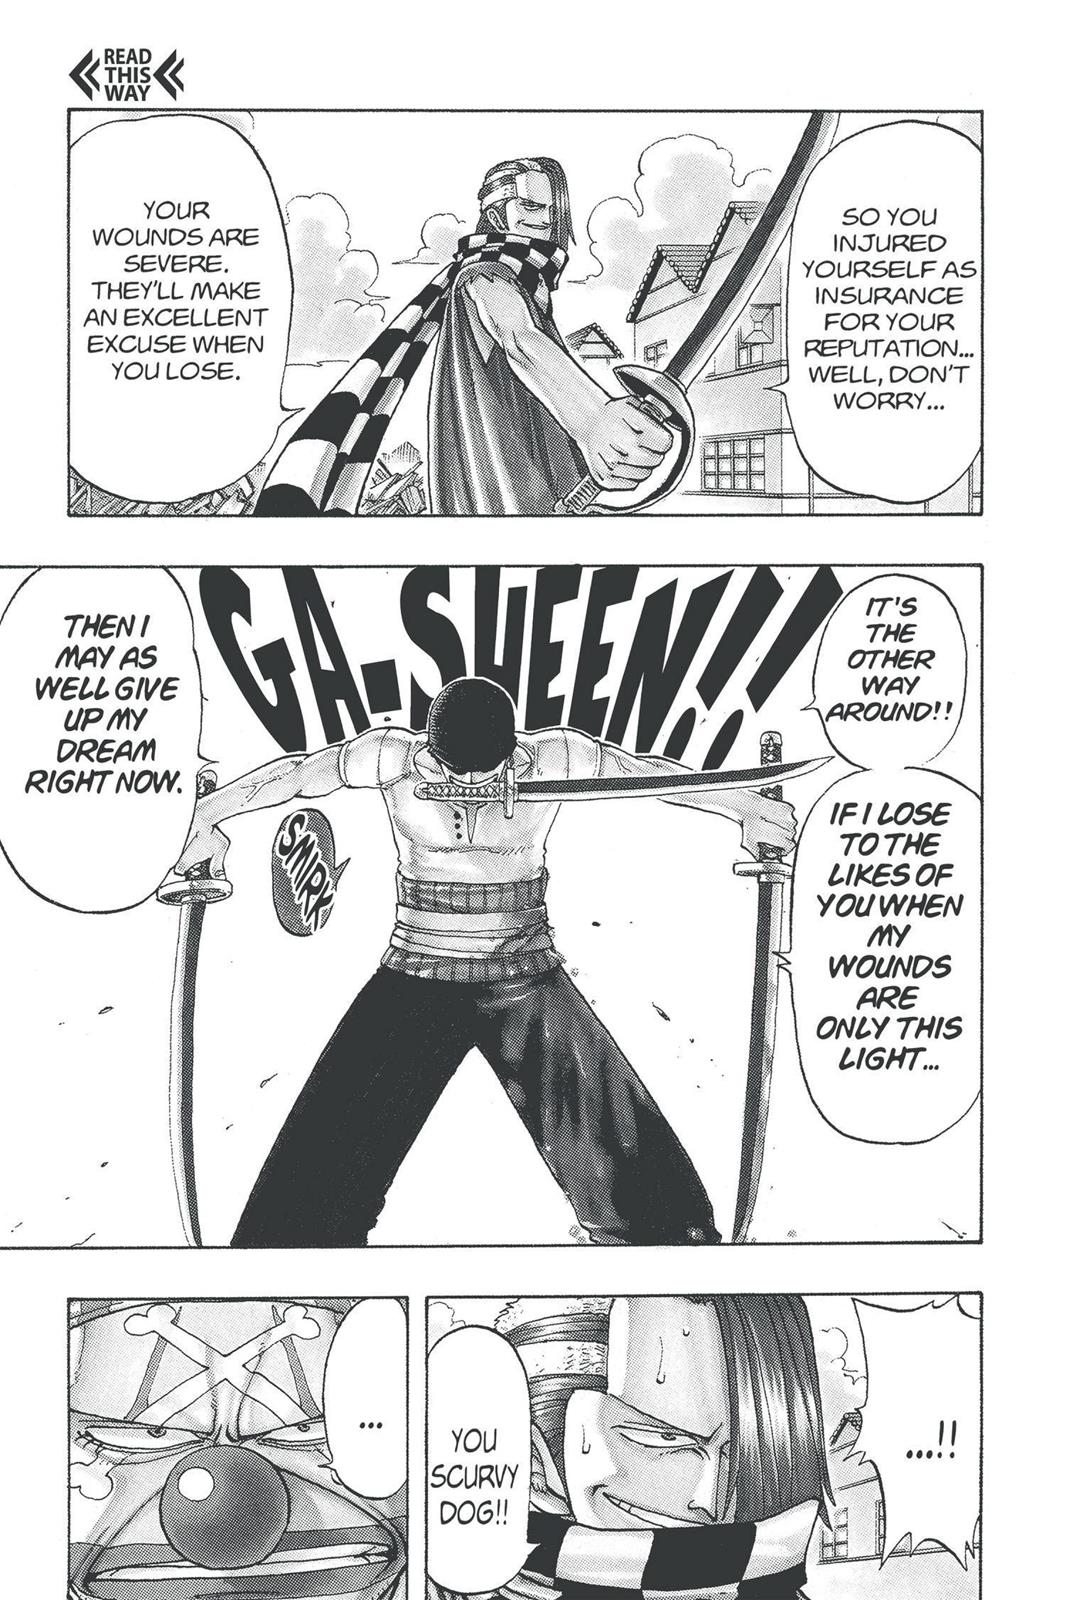 READ
THIS
WAY
SO YOU
INJURED
YOURSELF AS
INSURANCE
FOR YOUR
REPUTATION...
WELL, DON'T
WORRY...
YOUR
WOUNDS ARE
SEVERE.
THEY'LL MAKE
AN EXCELLENT
EXCUSE WHEN
YOU LOSE.
IT'S
THE
OTHER
WAY
AROUND!!
IF I LOSE
TO THE
LIKES OF
YOU WHEN
MY
WOUNDS
ARE
ONLY THIS
LIGHT...
GA-SHEEN!!
SMIRK
THEN I
MAY AS
WELL GIVE
UP MY
DREAM
RIGHT NOW.
...!!
YOU
SCURVY
DOG!!
...